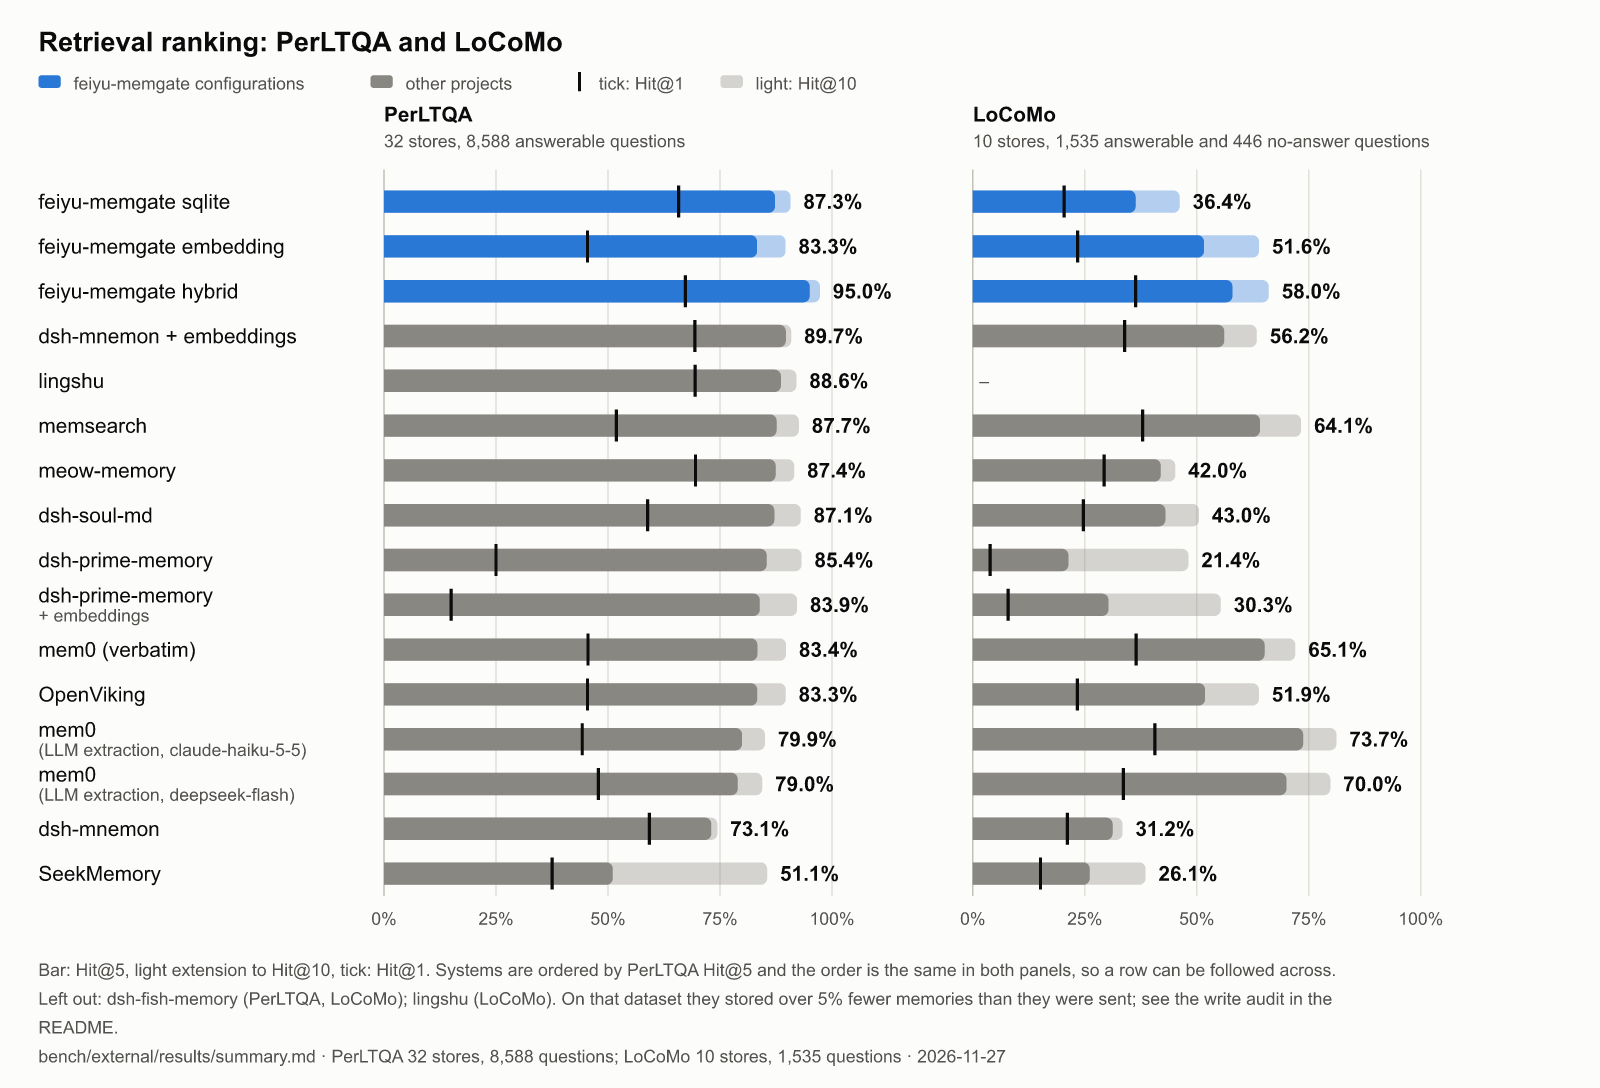 Retrieval ranking: PerLTQA and LoCoMo
feiyu-memgate configurations
other projects
tick: Hit@1
light: Hit@10
PerLTQA
32 stores, 8,588 answerable questions
LoCoMo
10 stores, 1,535 answerable and 446 no-answer questions
feiyu-memgate sqlite 87.3% 36.4%
feiyu-memgate embedding 83.3% 51.6%
feiyu-memgate hybrid 95.0% 58.0%
dsh-mnemon + embeddings 89.7% 56.2%
lingshu 88.6% –
memsearch 87.7% 64.1%
meow-memory 87.4% 42.0%
dsh-soul-md 87.1% 43.0%
dsh-prime-memory 85.4% 21.4%
dsh-prime-memory
+ embeddings 83.9% 30.3%
mem0 (verbatim) 83.4% 65.1%
OpenViking 83.3% 51.9%
mem0
(LLM extraction, claude-haiku-5-5) 79.9% 73.7%
mem0
(LLM extraction, deepseek-flash) 79.0% 70.0%
dsh-mnemon 73.1% 31.2%
SeekMemory 51.1% 26.1%
0% 25% 50% 75% 100% 0% 25% 50% 75% 100%
Bar: Hit@5, light extension to Hit@10, tick: Hit@1. Systems are ordered by PerLTQA Hit@5 and the order is the same in both panels, so a row can be followed across.
Left out: dsh-fish-memory (PerLTQA, LoCoMo); lingshu (LoCoMo). On that dataset they stored over 5% fewer memories than they were sent; see the write audit in the
README.
bench/external/results/summary.md · PerLTQA 32 stores, 8,588 questions; LoCoMo 10 stores, 1,535 questions · 2026-11-27